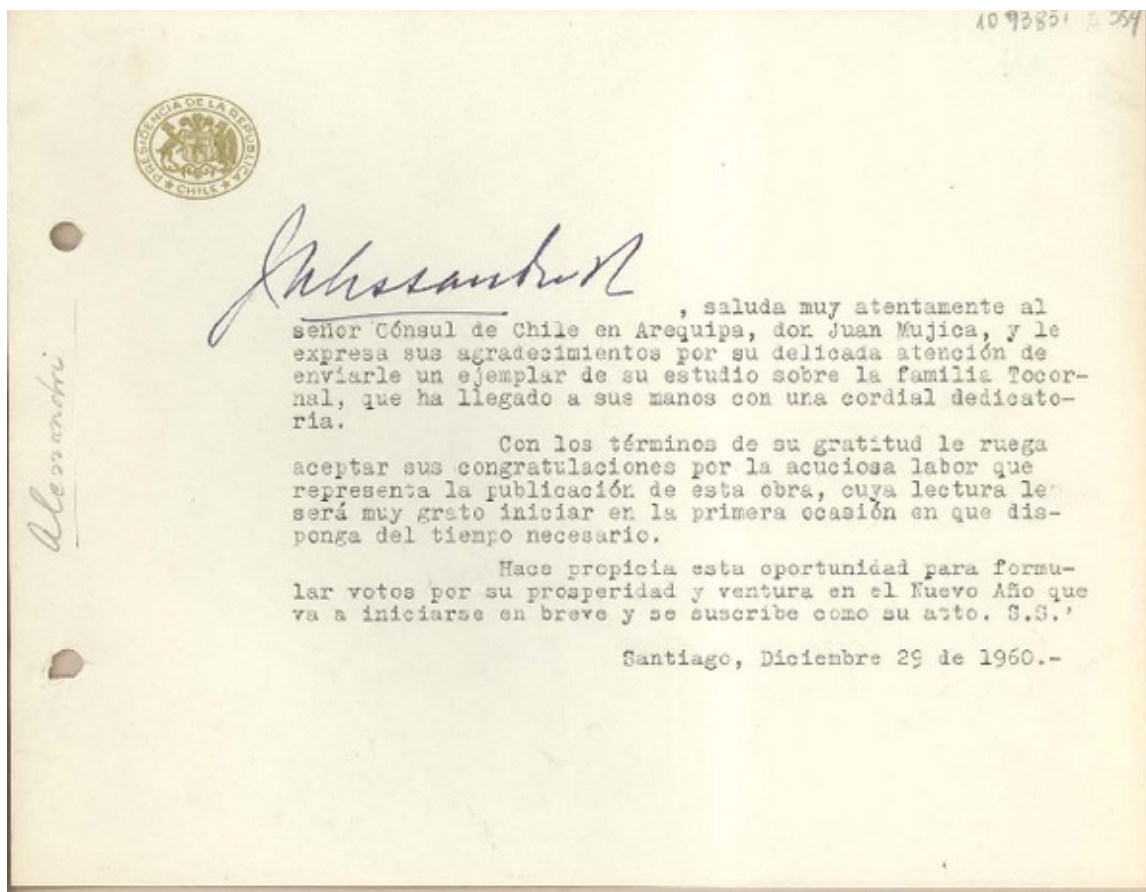 PRESIDENCIA DE LA REPUBLICA
* CHILE *
JAlessandri
, saluda muy atentamente al
señor Cónsul de Chile en Arequipa, don Juan Mujica, y le
expresa sus agradecimientos por su delicada atención de
enviarle un ejemplar de su estudio sobre la familia Tocor-
nal, que ha llegado a sus manos con una cordial dedicato-
ria.
Con los términos de su gratitud le ruega
aceptar sus congratulaciones por la acuciosa labor que
representa la publicación de esta obra, cuya lectura le
será muy grato iniciar en la primera ocasión en que dis-
ponga del tiempo necesario.
Hace propicia esta oportunidad para formu-
lar votos por su prosperidad y ventura en el Nuevo Año que
va a iniciarse en breve y se suscribe como su atto. S.S.
Santiago, Diciembre 29 de 1960.-
Alessandri